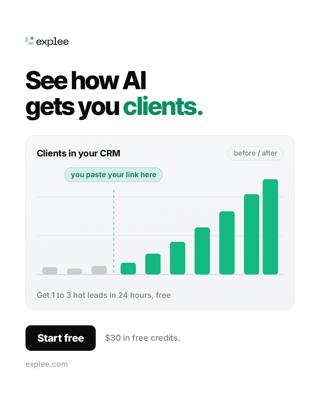 explee
See how AI
gets you clients.
Clients in your CRM
before / after
you paste your link here
Get 1 to 3 hot leads in 24 hours, free
Start free
$30 in free credits.
explee.com